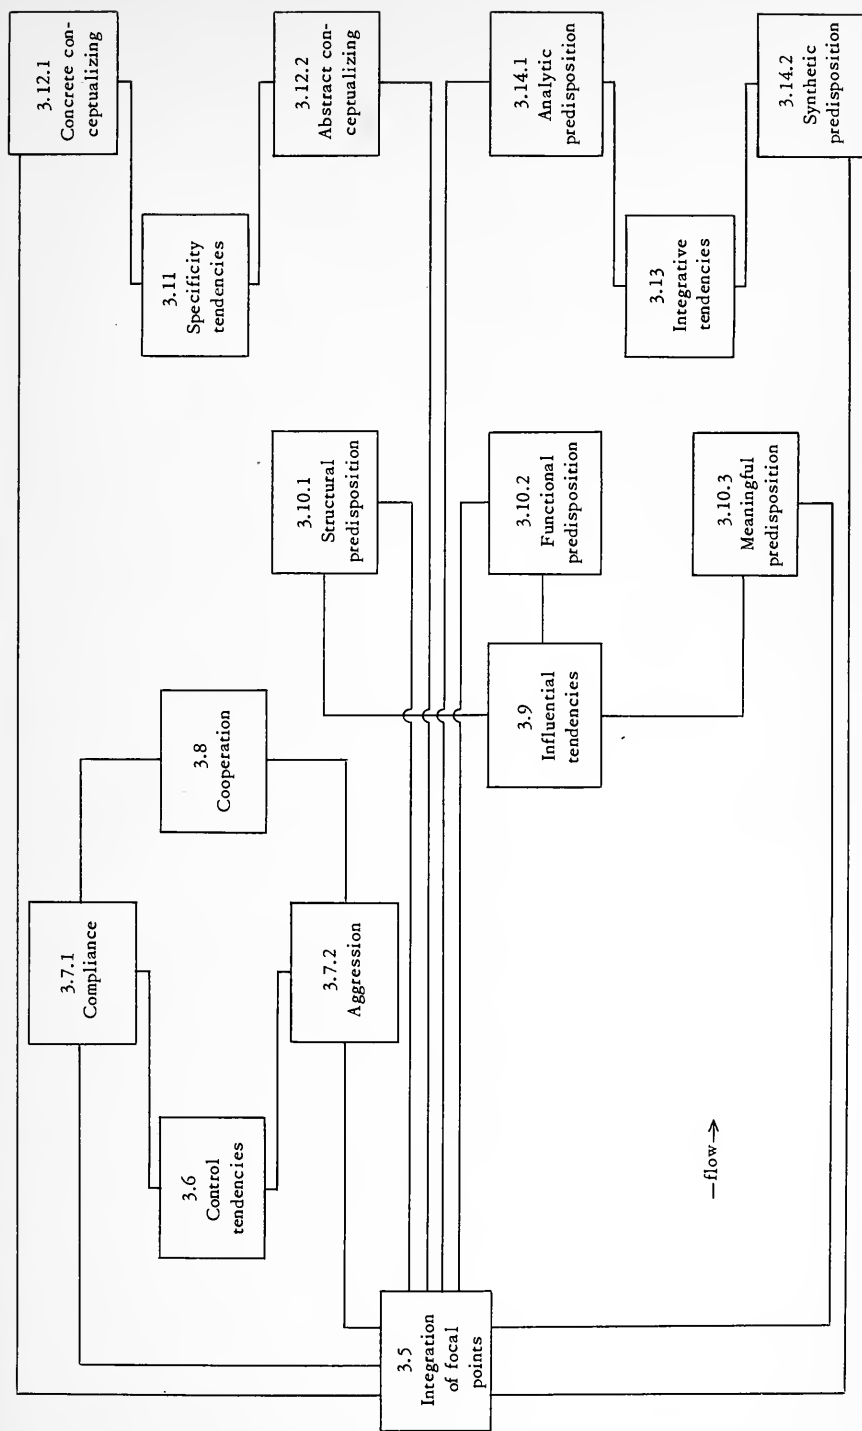 3.12.1
Concrete con-
ceptualizing
3.11
Specificity
tendencies
3.12.2
Abstract con-
ceptualizing
3.14.1
Analytic
predisposition
3.13
Integrative
tendencies
3.14.2
Synthetic
predisposition
3.10.1
Structural
predisposition
3.10.2
Functional
predisposition
3.10.3
Meaningful
predisposition
3.9
Influential
tendencies
3.8
Cooperation
3.7.1
Compliance
3.7.2
Aggression
3.6
Control
tendencies
3.5
Integration
of focal
points
—flow→